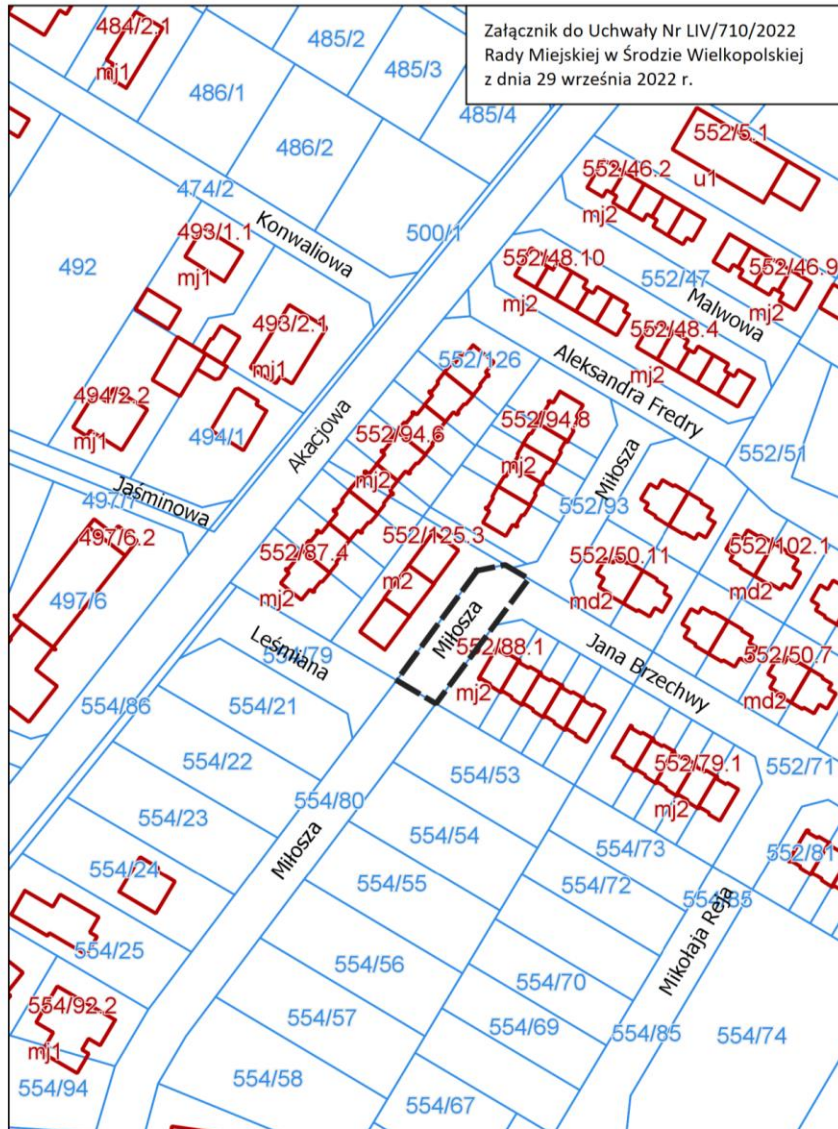 Załącznik do Uchwały Nr LIV/710/2022
Rady Miejskiej w Środzie Wielkopolskiej
z dnia 29 września 2022 r.
484/2.1
mj1
485/2
485/3
486/1
485/4
486/2
552/5.1
u1
552/46.2
mj2
474/2
Konwaliowa
493/1.1
mj1
500/1
492
552/48.10
mj2
552/47
552/46.9
mj2
Malwowa
493/2.1
mj1
552/48.4
mj2
552/126
Aleksandra Fredry
494/2.2
mj1
494/1
Akacjowa
552/94.6
mj2
552/94.8
mj2
Miłosza
552/51
552/93
Jaśminowa
497/7
497/6.2
497/6
552/87.4
mj2
552/125.3
m2
552/50.11
md2
552/102.1
md2
Miłosza
552/88.1
mj2
Jana Brzechwy
552/50.7
md2
Leśmiana
554/79
554/86
554/21
554/22
554/53
552/79.1
mj2
552/71
554/80
554/23
554/54
554/73
552/81
Miłosza
554/24
554/55
554/72
554/85
Mikołaja Reja
554/25
554/56
554/70
554/92.2
mj1
554/57
554/69
554/85
554/74
554/94
554/58
554/67